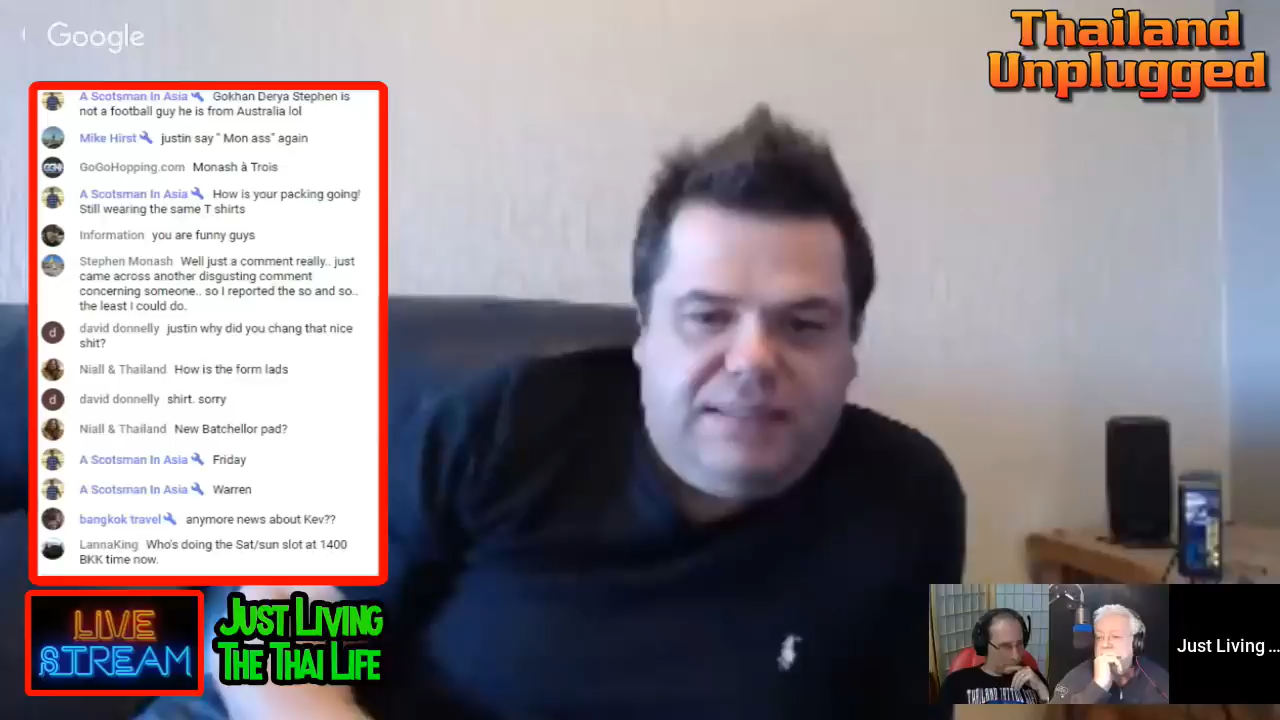 Google
Thailand
Unplugged
A Scotsman In Asia Gokhan Derya Stephen is
not a football guy he is from Australia lol
Mike Hirst justin say " Mon ass" again
GoGoHopping.com Monash à Trois
A Scotsman In Asia How is your packing going!
Still wearing the same T shirts
Information you are funny guys
Stephen Monash Well just a comment really.. just
came across another disgusting comment
concerning someone.. so I reported the so and so..
the least I could do.
d david donnelly justin why did you chang that nice
shit?
Niall & Thailand How is the form lads
d david donnelly shirt. sorry
Niall & Thailand New Batchellor pad?
A Scotsman In Asia Friday
A Scotsman In Asia Warren
bangkok travel anymore news about Kev??
LannaKing Who's doing the Sat/sun slot at 1400
BKK time now.
LIVE
STREAM
JUST LIVING
THE THAI LIFE
Just Living ...
THAILAND